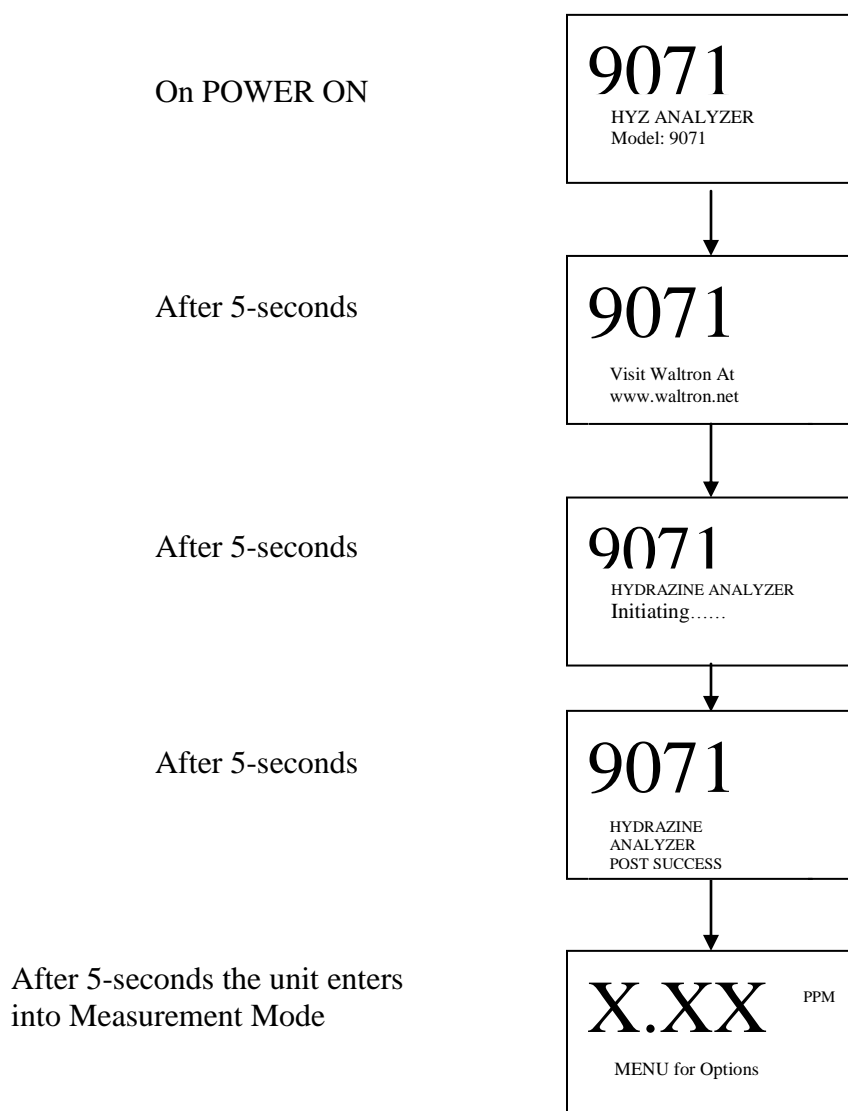 On POWER ON
9071
HYZ ANALYZER
Model: 9071
After 5-seconds
9071
Visit Waltron At
www.waltron.net
After 5-seconds
9071
HYDRAZINE ANALYZER
Initiating......
After 5-seconds
9071
HYDRAZINE
ANALYZER
POST SUCCESS
After 5-seconds the unit enters
into Measurement Mode
X.XX PPM
MENU for Options